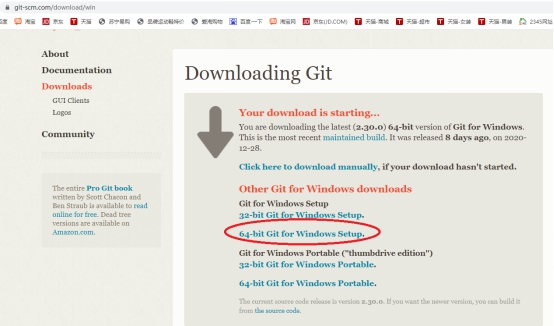 git-scm.com/download/win
淘宝 京东 天猫 苏宁易购 品牌运动鞋特价 爱淘购物 百度一下 淘宝网 京东(JD.COM) 天猫-商城 天猫-超市 天猫-女装 天猫-男装 2345网站
About
Documentation
Downloads
GUI Clients
Logos
Community
The entire Pro Git book
written by Scott Chacon and
Ben Straub is available to read
online for free. Dead tree
versions are available on
Amazon.com.
Downloading Git
Your download is starting...
You are downloading the latest (2.30.0) 64-bit version of Git for Windows.
This is the most recent maintained build. It was released 8 days ago, on 2020-
12-28.
Click here to download manually, if your download hasn't started.
Other Git for Windows downloads
Git for Windows Setup
32-bit Git for Windows Setup.
64-bit Git for Windows Setup.
Git for Windows Portable ("thumbdrive edition")
32-bit Git for Windows Portable.
64-bit Git for Windows Portable.
The current source code release is version 2.30.0. If you want the newer version, you can build it
from the source code.